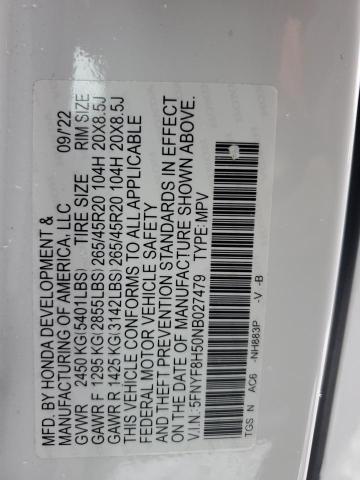 MFD. BY HONDA DEVELOPMENT &
MANUFACTURING OF AMERICA, LLC 09/'22
GVWR 2450 KG(5401LBS) TIRE SIZE RIM SIZE
GAWR F 1295 KG(2855LBS) 265/45R20 104H 20X8.5J
GAWR R 1425 KG(3142LBS) 265/45R20 104H 20X8.5J
THIS VEHICLE CONFORMS TO ALL APPLICABLE
FEDERAL MOTOR VEHICLE SAFETY
AND THEFT PREVENTION STANDARDS IN EFFECT
ON THE DATE OF MANUFACTURE SHOWN ABOVE.
V.I.N.:5FNYF8H50NB027479 TYPE: MPV
TGS N AC6 -NH883P -V -B